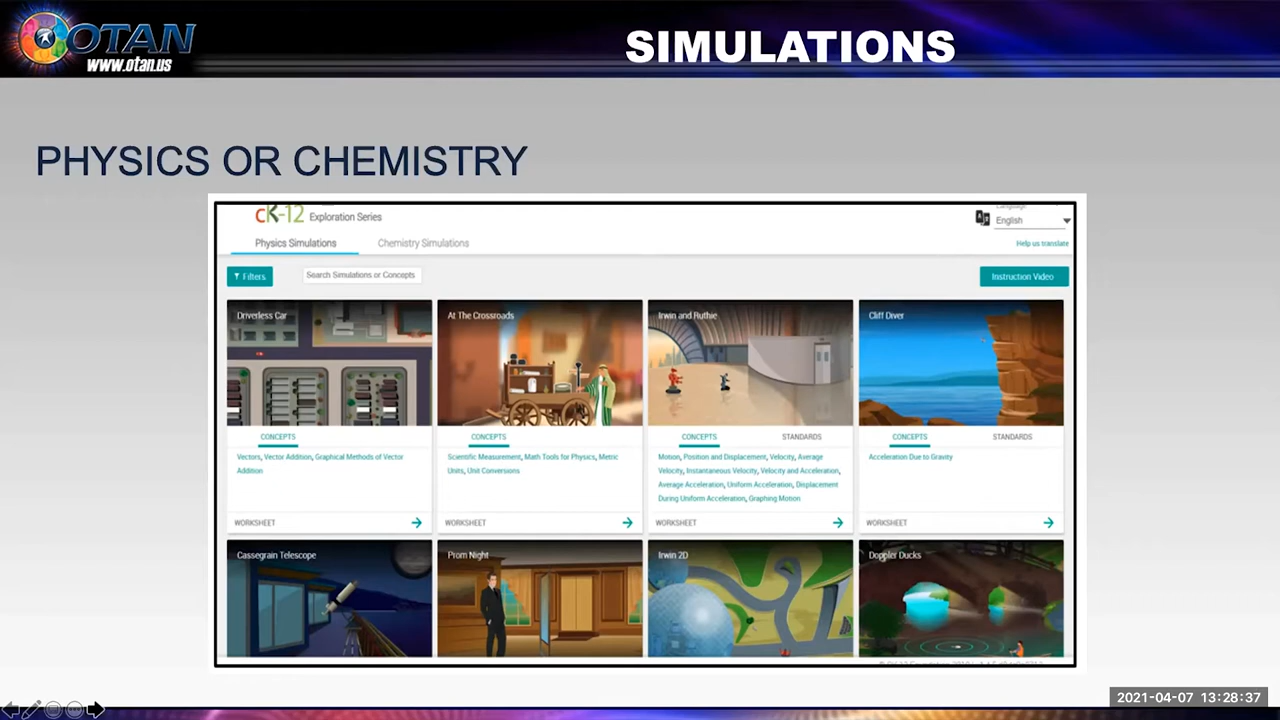 OTAN
www.otan.us
SIMULATIONS
PHYSICS OR CHEMISTRY
cK-12 Exploration Series
Language
English
Physics Simulations
Chemistry Simulations
Help us translate
Filters
Search Simulations or Concepts
Instruction Video
Driverless Car
At The Crossroads
Irwin and Ruthie
Cliff Diver
CONCEPTS
CONCEPTS
CONCEPTS STANDARDS
CONCEPTS STANDARDS
Vectors, Vector Addition, Graphical Methods of Vector
Addition
Scientific Measurement, Math Tools for Physics, Metric
Units, Unit Conversions
Motion, Position and Displacement, Velocity, Average
Velocity, Instantaneous Velocity, Velocity and Acceleration,
Average Acceleration, Uniform Acceleration, Displacement
During Uniform Acceleration, Graphing Motion
Acceleration Due to Gravity
WORKSHEET
WORKSHEET
WORKSHEET
WORKSHEET
Cassegrain Telescope
Prom Night
Irwin 2D
Doppler Ducks
2021-04-07 13:28:37